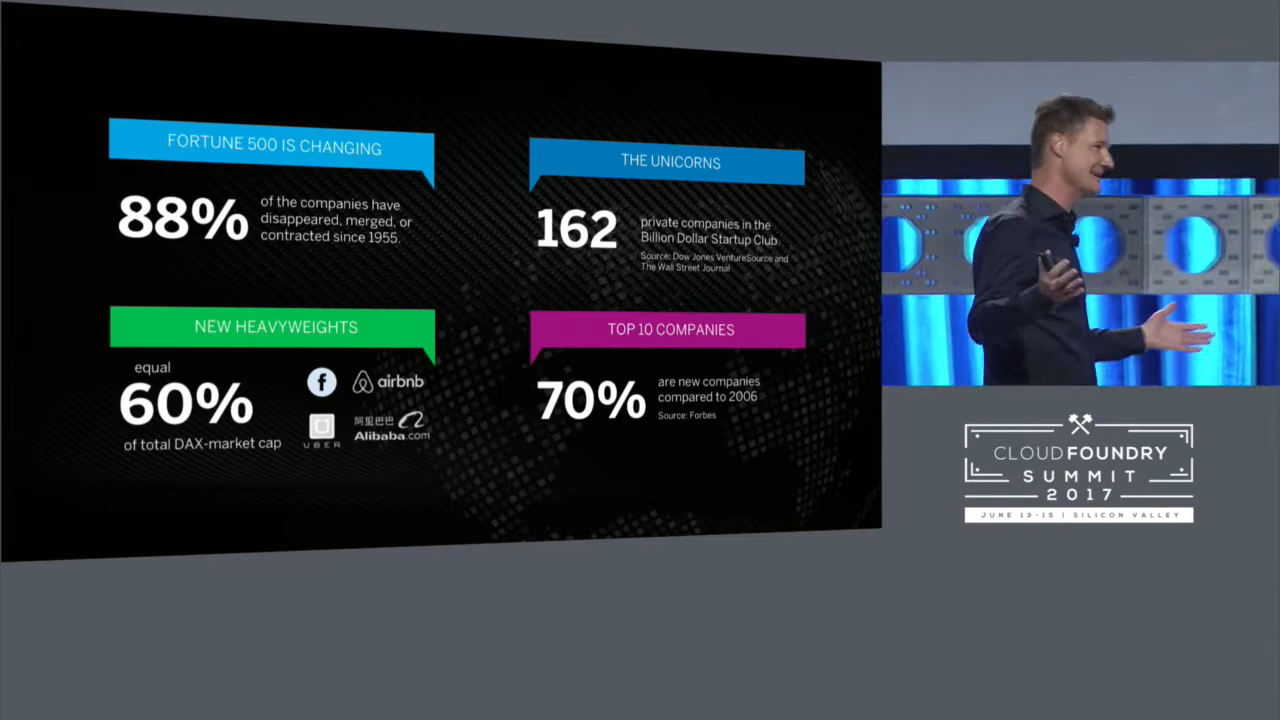 FORTUNE 500 IS CHANGING
88%
of the companies have
disappeared, merged, or
contracted since 1955.
THE UNICORNS
162
private companies in the
Billion Dollar Startup Club
Source: Dow Jones VentureSource and
The Wall Street Journal
NEW HEAVYWEIGHTS
equal
60%
of total DAX-market cap
f
airbnb
UBER
阿里巴巴
Alibaba.com
TOP 10 COMPANIES
70%
are new companies
compared to 2006
Source: Forbes
CLOUDFOUNDRY
SUMMIT
2017
JUNE 13-15 | SILICON VALLEY